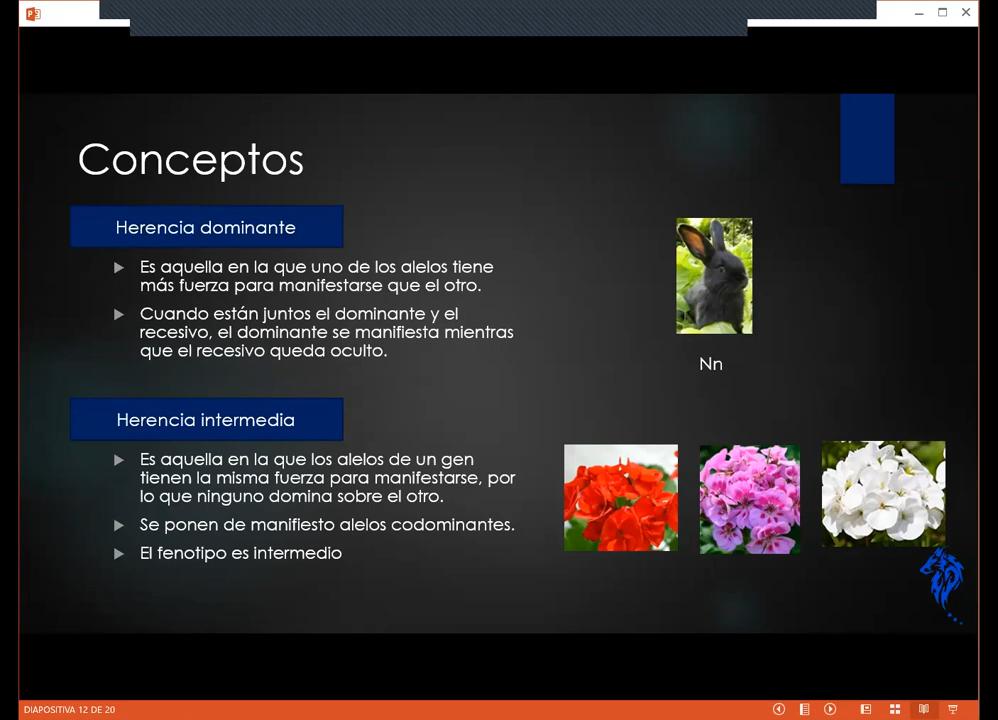 Conceptos
Herencia dominante
Es aquella en la que uno de los alelos tiene
más fuerza para manifestarse que el otro.
Cuando están juntos el dominante y el
recesivo, el dominante se manifiesta mientras
que el recesivo queda oculto.
Nn
Herencia intermedia
Es aquella en la que los alelos de un gen
tienen la misma fuerza para manifestarse, por
lo que ninguno domina sobre el otro.
Se ponen de manifiesto alelos codominantes.
El fenotipo es intermedio
DIAPOSITIVA 12 DE 20